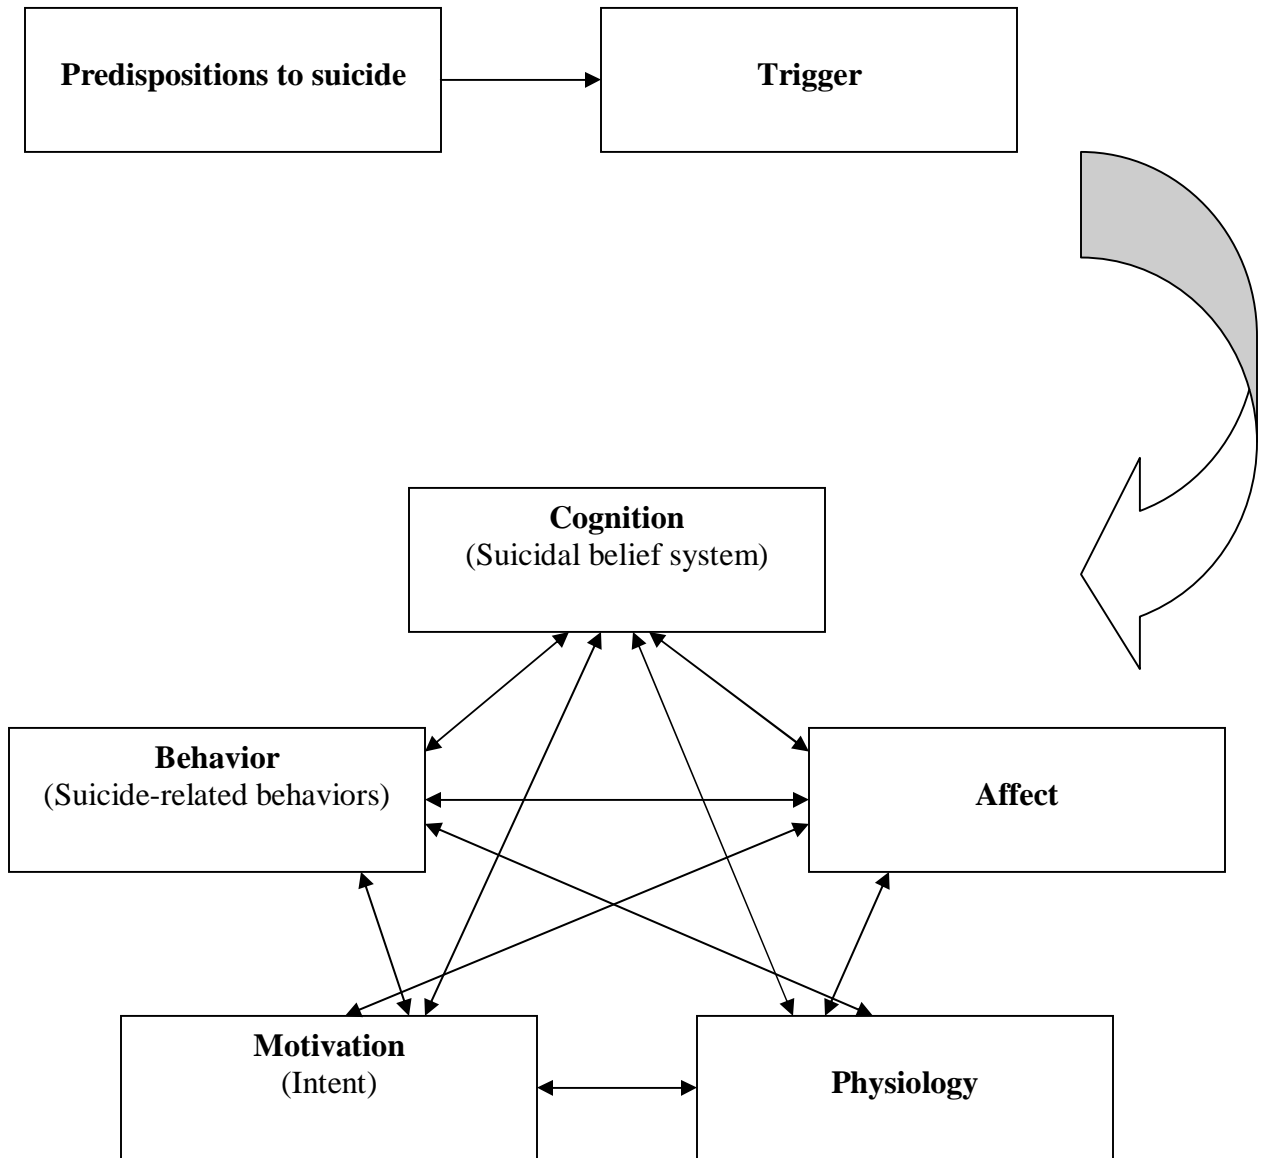 Predispositions to suicide
Trigger
Cognition
(Suicidal belief system)
Behavior
(Suicide-related behaviors)
Affect
Motivation
(Intent)
Physiology